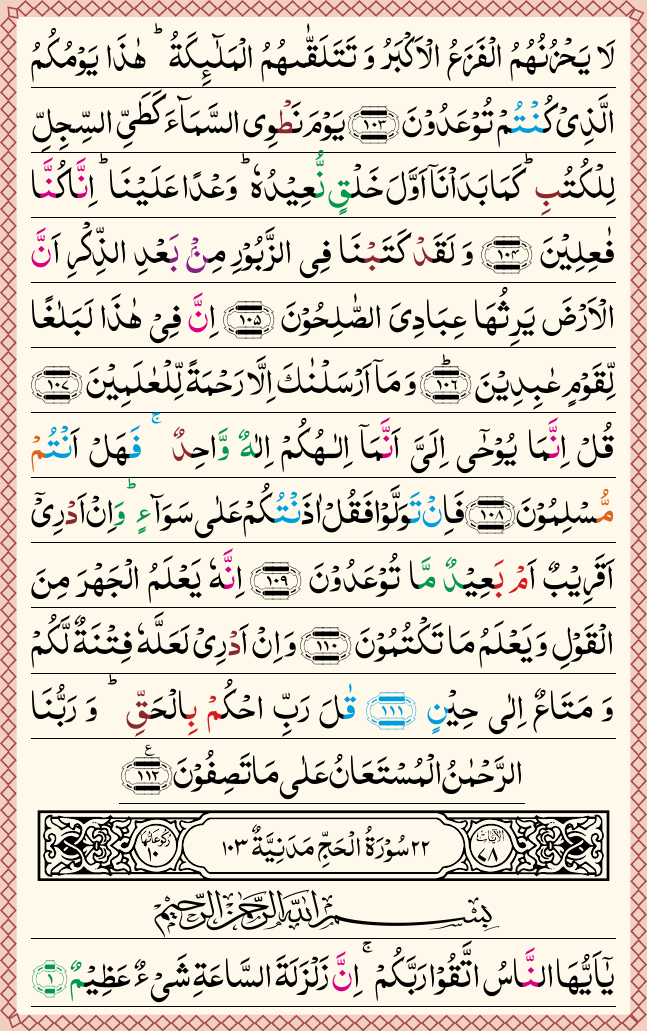 لَا يَحْزُنُهُمُ الْفَزَعُ الْاَكْبَرُ وَ تَتَلَقّٰىهُمُ الْمَلٰٓئِكَةُ ؕ هٰذَا يَوْمُكُمُ
الَّذِىْ كُنْتُمْ تُوْعَدُوْنَ ﴿۱۰۳﴾ يَوْمَ نَطْوِى السَّمَآءَ كَطَىِّ السِّجِلِّ
لِلْكُتُبِ ؕ كَمَا بَدَاْنَاۤ اَوَّلَ خَلْقٍ نُّعِيْدُهٗ ؕ وَعْدًا عَلَيْنَا ؕ اِنَّا كُنَّا
فٰعِلِيْنَ ﴿۱۰۴﴾ وَ لَقَدْ كَتَبْنَا فِى الزَّبُوْرِ مِنْۢ بَعْدِ الذِّكْرِ اَنَّ
الْاَرْضَ يَرِثُهَا عِبَادِىَ الصّٰلِحُوْنَ ﴿۱۰۵﴾ اِنَّ فِىْ هٰذَا لَبَلٰغًا
لِّقَوْمٍ عٰبِدِيْنَ ﴿۱۰۶﴾ؕ وَ مَاۤ اَرْسَلْنٰكَ اِلَّا رَحْمَةً لِّلْعٰلَمِيْنَ ﴿۱۰۷﴾
قُلْ اِنَّمَا يُوْحٰٓى اِلَىَّ اَنَّمَاۤ اِلٰـهُكُمْ اِلٰهٌ وَّاحِدٌ ۚ فَهَلْ اَنْتُمْ
مُّسْلِمُوْنَ ﴿۱۰۸﴾ فَاِنْ تَوَلَّوْا فَقُلْ اٰذَنْتُكُمْ عَلٰى سَوَآءٍ ؕ وَاِنْ اَدْرِىْۤ
اَقَرِيْبٌ اَمْ بَعِيْدٌ مَّا تُوْعَدُوْنَ ﴿۱۰۹﴾ اِنَّهٗ يَعْلَمُ الْجَهْرَ مِنَ
الْقَوْلِ وَيَعْلَمُ مَا تَكْتُمُوْنَ ﴿۱۱۰﴾ وَاِنْ اَدْرِىْ لَعَلَّهٗ فِتْنَةٌ لَّكُمْ
وَ مَتَاعٌ اِلٰى حِيْنٍ ﴿۱۱۱﴾ قٰلَ رَبِّ احْكُمْ بِالْحَقِّ ؕ وَ رَبُّنَا
الرَّحْمٰنُ الْمُسْتَعَانُ عَلٰى مَا تَصِفُوْنَ ﴿۱۱۲﴾ ع
الآیات ۷۸ ۲۲ سُوْرَةُ الْحَجِّ مَدَنِيَّةٌ ۱۰۳ رکوعاتها ۱۰
بِسْمِ اللّٰهِ الرَّحْمٰنِ الرَّحِيْمِ
يٰۤاَيُّهَا النَّاسُ اتَّقُوْا رَبَّكُمْ ۚ اِنَّ زَلْزَلَةَ السَّاعَةِ شَىْءٌ عَظِيْمٌ ﴿۱﴾